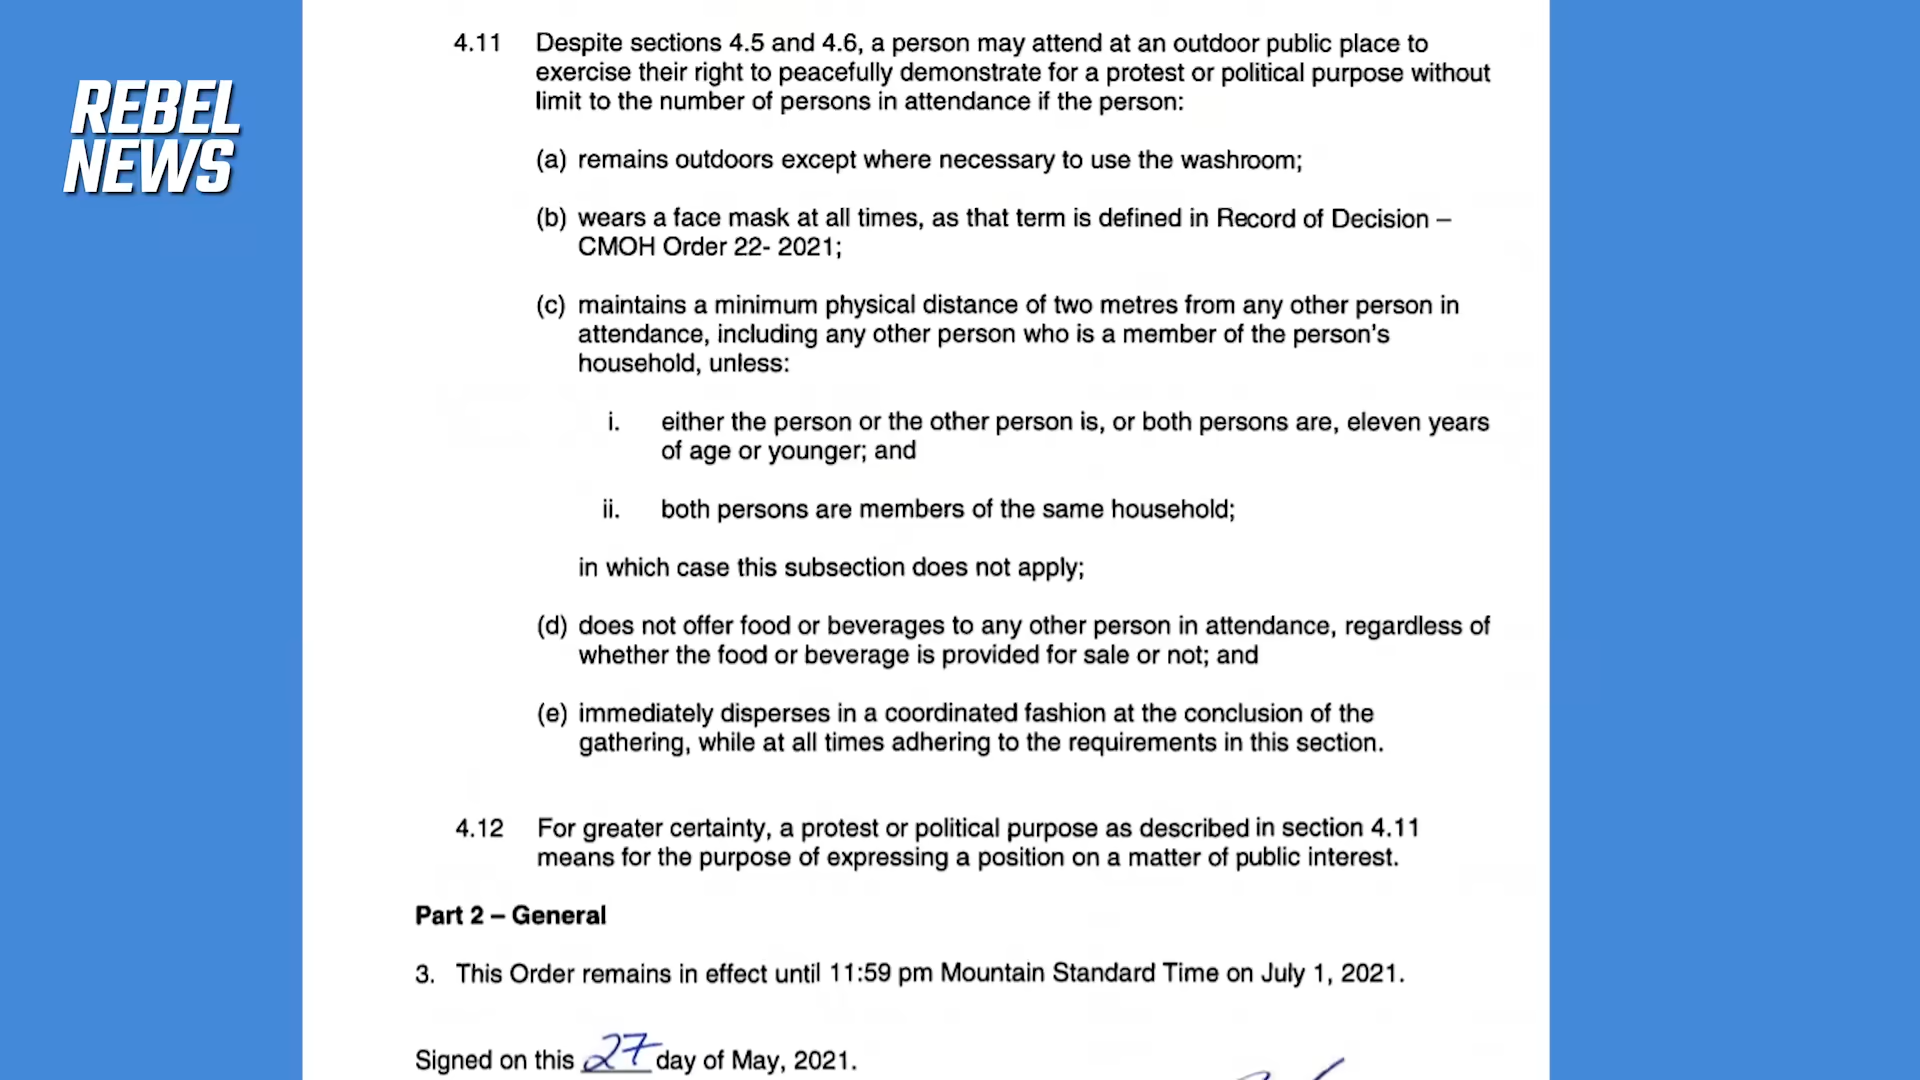 REBEL
NEWS
4.11 Despite sections 4.5 and 4.6, a person may attend at an outdoor public place to
exercise their right to peacefully demonstrate for a protest or political purpose without
limit to the number of persons in attendance if the person:
(a) remains outdoors except where necessary to use the washroom;
(b) wears a face mask at all times, as that term is defined in Record of Decision –
CMOH Order 22- 2021;
(c) maintains a minimum physical distance of two metres from any other person in
attendance, including any other person who is a member of the person's
household, unless:
i. either the person or the other person is, or both persons are, eleven years
of age or younger; and
ii. both persons are members of the same household;
in which case this subsection does not apply;
(d) does not offer food or beverages to any other person in attendance, regardless of
whether the food or beverage is provided for sale or not; and
(e) immediately disperses in a coordinated fashion at the conclusion of the
gathering, while at all times adhering to the requirements in this section.
4.12 For greater certainty, a protest or political purpose as described in section 4.11
means for the purpose of expressing a position on a matter of public interest.
Part 2 – General
3. This Order remains in effect until 11:59 pm Mountain Standard Time on July 1, 2021.
Signed on this 27 day of May, 2021.